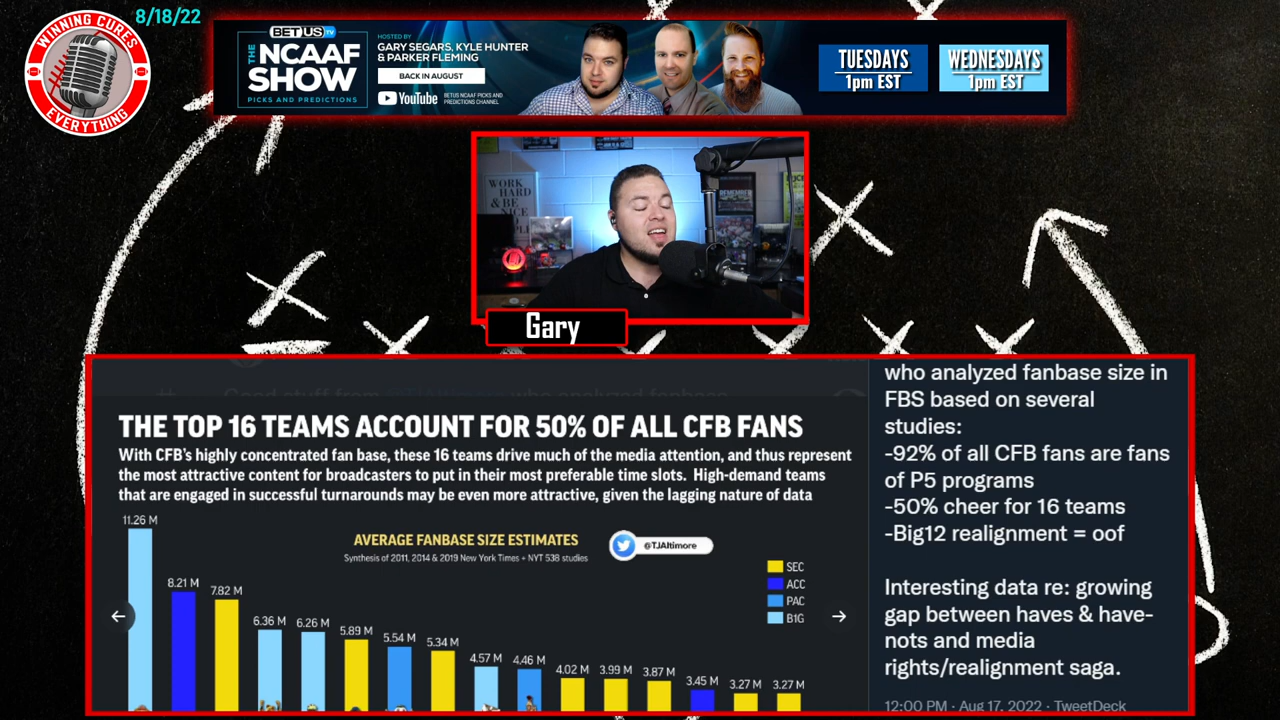 8/18/22
WINNING CURES
EVERYTHING
BETUS TV
THE
NCAAF
SHOW
PICKS AND PREDICTIONS
HOSTED BY
GARY SEGARS, KYLE HUNTER
& PARKER FLEMING
BACK IN AUGUST
YouTube
BETUS NCAAF PICKS AND
PREDICTIONS CHANNEL
TUESDAYS
1pm EST
WEDNESDAYS
1pm EST
WORK
HARD
& BE
NICE
REMEMBER
Gary
THE TOP 16 TEAMS ACCOUNT FOR 50% OF ALL CFB FANS
With CFB's highly concentrated fan base, these 16 teams drive much of the media attention, and thus represent
the most attractive content for broadcasters to put in their most preferable time slots. High-demand teams
that are engaged in successful turnarounds may be even more attractive, given the lagging nature of data
AVERAGE FANBASE SIZE ESTIMATES
Synthesis of 2011, 2014 & 2019 New York Times + NYT 538 studies
@TJAltimore
SEC
ACC
PAC
B1G
11.26 M
8.21 M
7.82 M
6.36 M
6.26 M
5.89 M
5.54 M
5.34 M
4.57 M
4.46 M
4.02 M
3.99 M
3.87 M
3.45 M
3.27 M
3.27 M
who analyzed fanbase size in
FBS based on several
studies:
-92% of all CFB fans are fans
of P5 programs
-50% cheer for 16 teams
-Big12 realignment = oof
Interesting data re: growing
gap between haves & have-
nots and media
rights/realignment saga.
12:00 PM · Aug 17, 2022 · TweetDeck